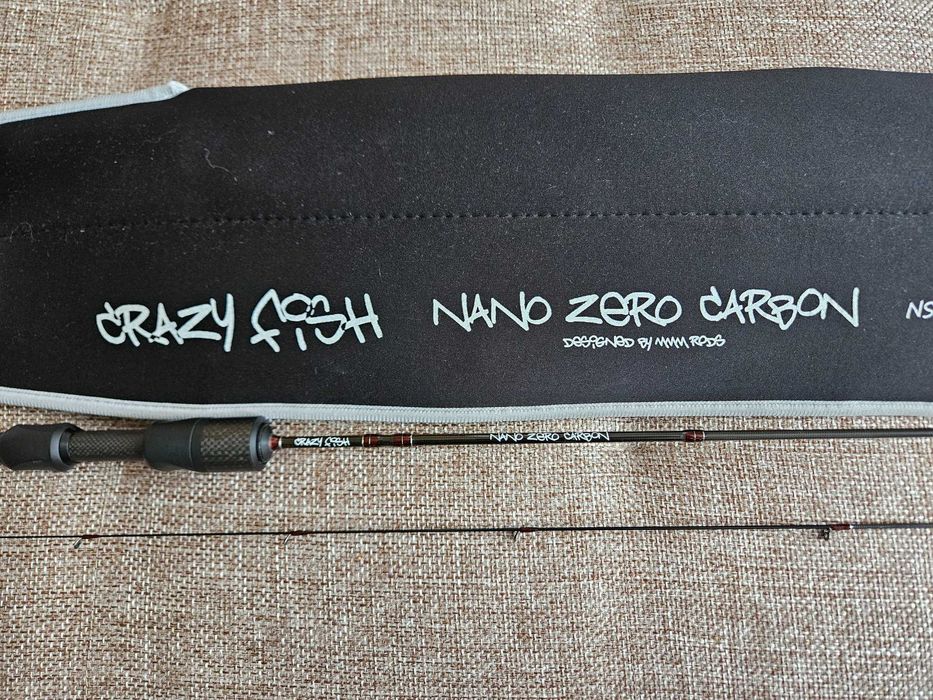 CRAZY FISH NANO ZERO CARBON NS
DESIGNED BY MMM RODS
CRAZY FISH NANO ZERO CARBON